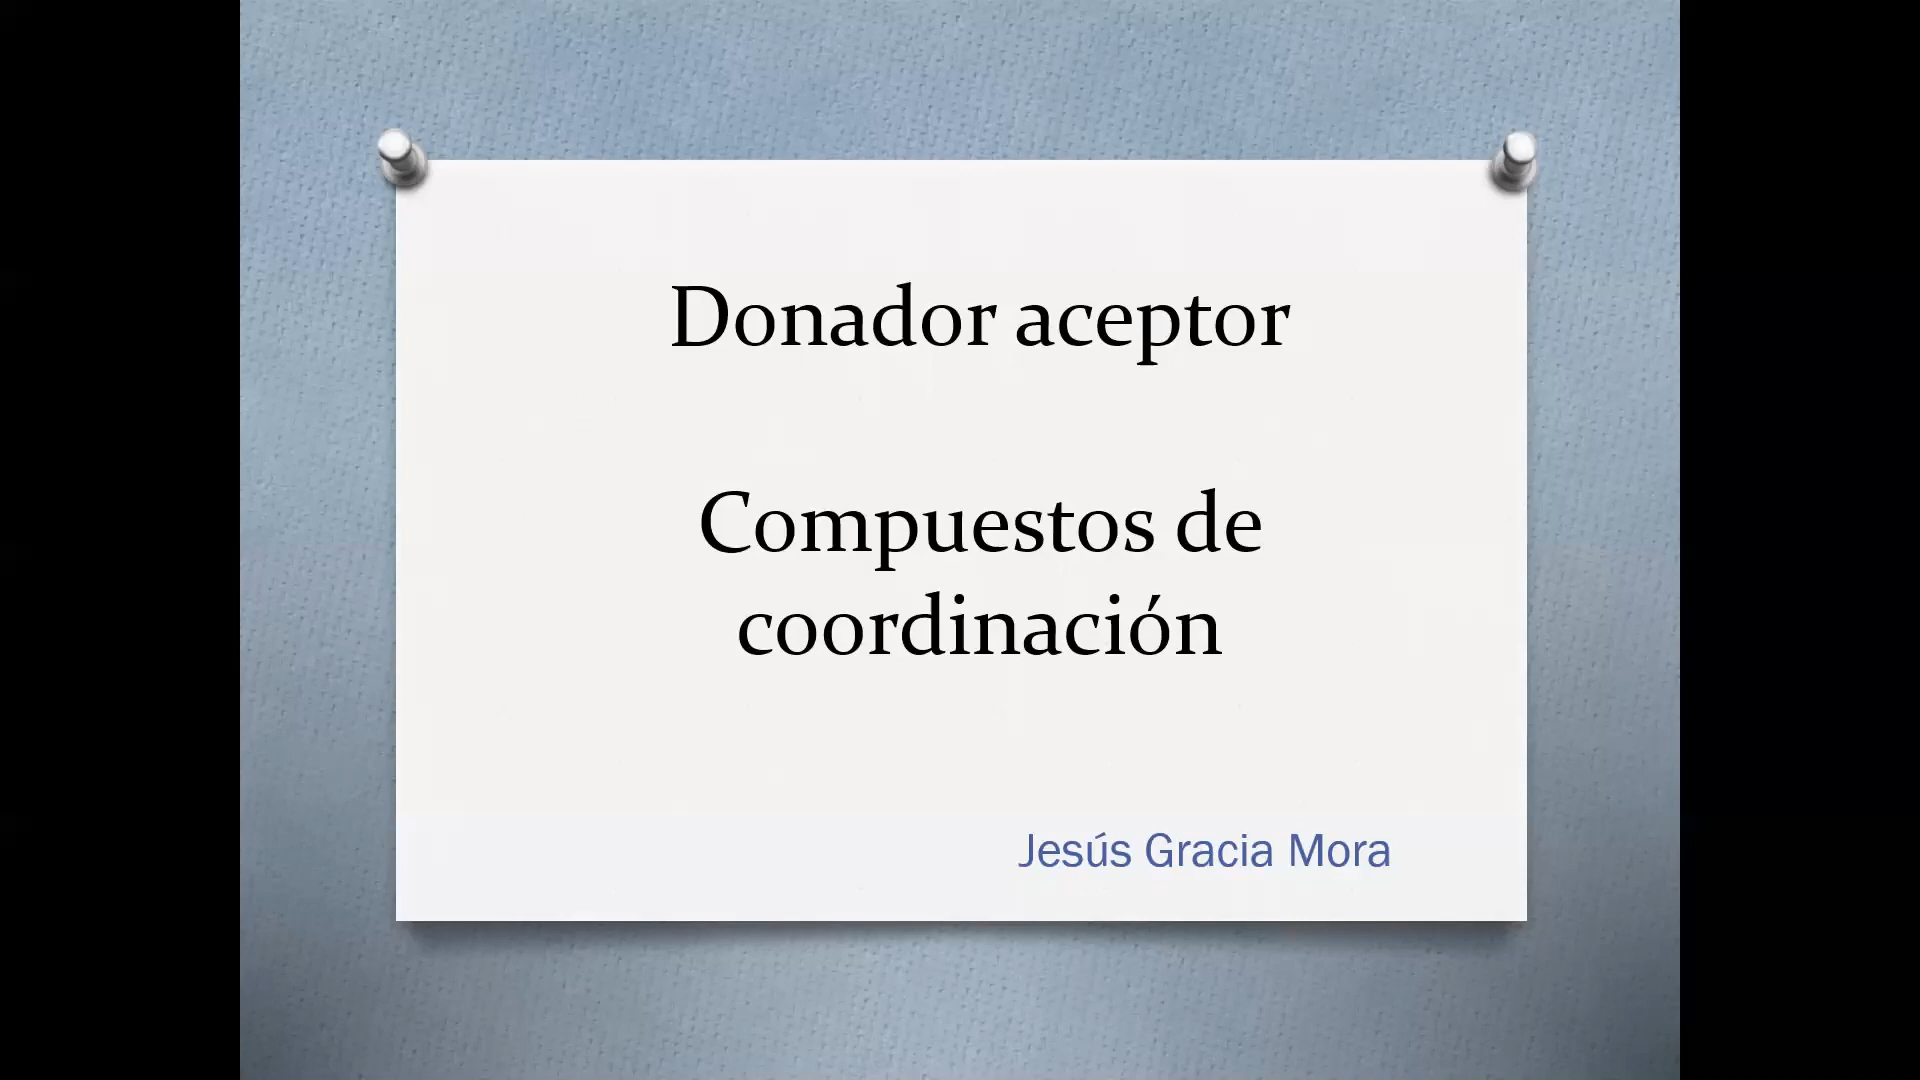 Donador aceptor
Compuestos de
coordinación
Jesús Gracia Mora